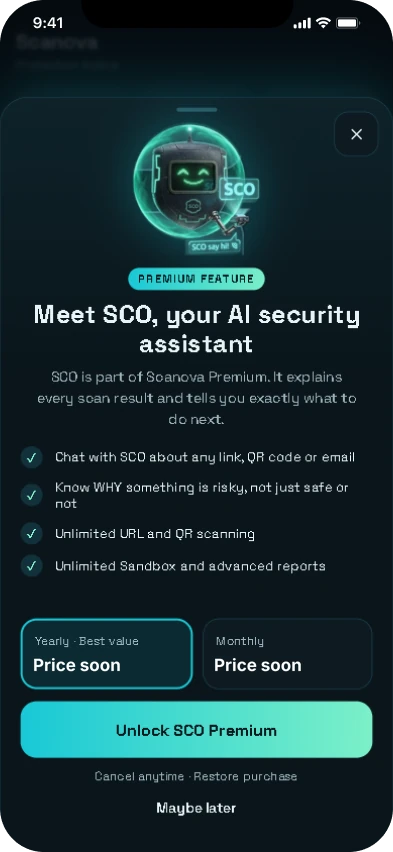 9:41
Scanova
SCO
SCO
SCO say hi!
PREMIUM FEATURE
Meet SCO, your AI security
assistant
SCO is part of Scanova Premium. It explains
every scan result and tells you exactly what to
do next.
Chat with SCO about any link, QR code or email
Know WHY something is risky, not just safe or
not
Unlimited URL and QR scanning
Unlimited Sandbox and advanced reports
Yearly · Best value
Monthly
Price soon
Price soon
Unlock SCO Premium
Cancel anytime · Restore purchase
Maybe later